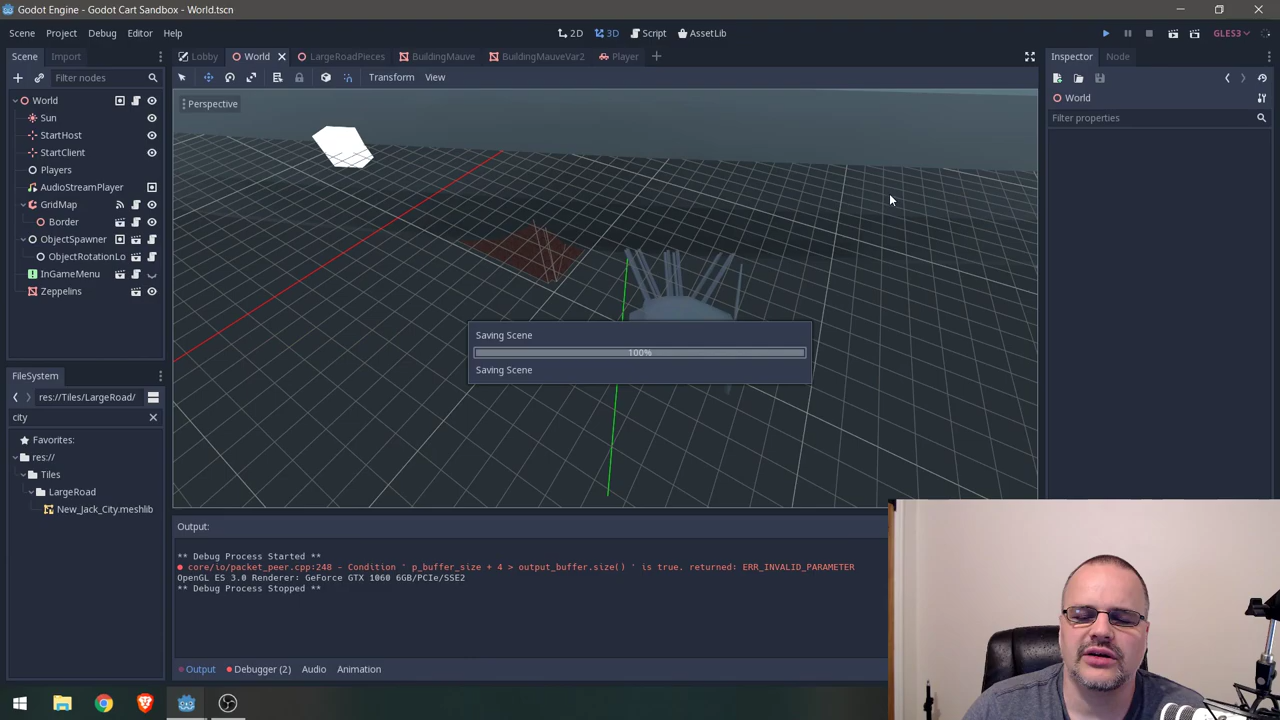 Godot Engine - Godot Cart Sandbox - World.tscn
Scene Project Debug Editor Help
2D 3D Script AssetLib
GLES3
Scene Import
Lobby World LargeRoadPieces BuildingMauve BuildingMauveVar2 Player
Inspector Node
Filter nodes
Transform View
World
Sun
StartHost
StartClient
Players
AudioStreamPlayer
GridMap
Border
ObjectSpawner
ObjectRotationLo
InGameMenu
Zeppelins
Perspective
World
Filter properties
Saving Scene
100%
Saving Scene
FileSystem
res://Tiles/LargeRoad/
city
Favorites:
res://
Tiles
LargeRoad
New_Jack_City.meshlib
Output:
** Debug Process Started **
core/io/packet_peer.cpp:248 - Condition ' p_buffer_size + 4 > output_buffer.size() ' is true. returned: ERR_INVALID_PARAMETER
OpenGL ES 3.0 Renderer: GeForce GTX 1060 6GB/PCIe/SSE2
** Debug Process Stopped **
Output Debugger (2) Audio Animation